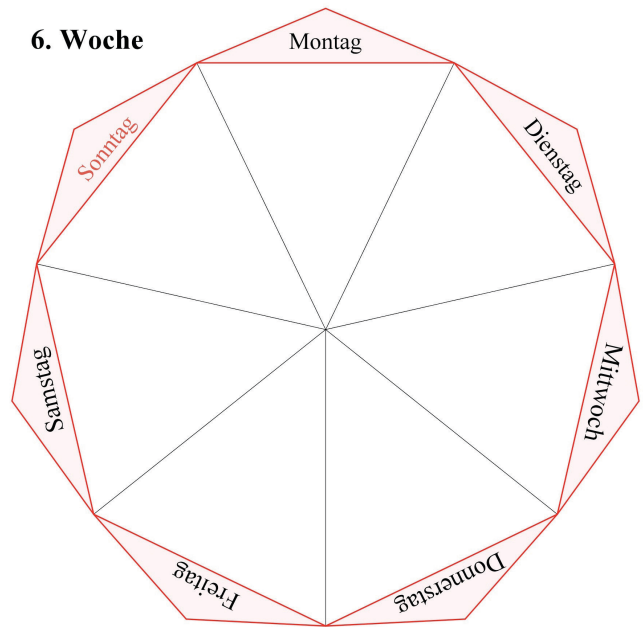 6. Woche
Montag
Dienstag
Mittwoch
Donnerstag
Freitag
Samstag
Sonntag